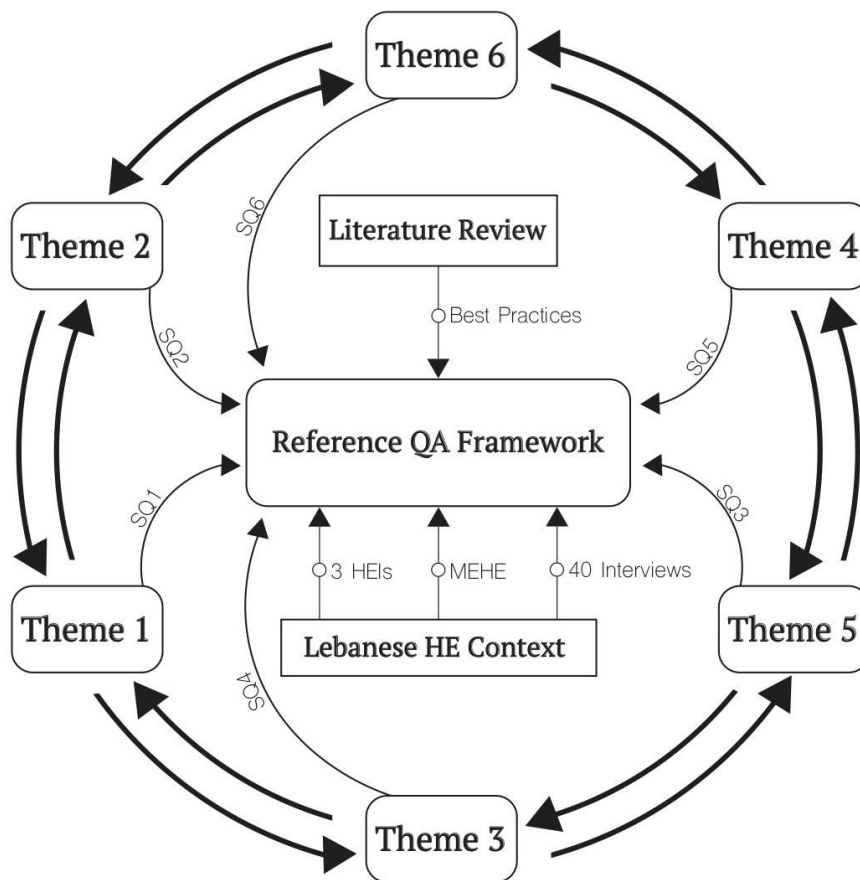 Theme 6
SQ6
Literature Review
Theme 2
Theme 4
Best Practices
SQ2
SQ5
Reference QA Framework
SQ1
SQ3
3 HEIs
MEHE
40 Interviews
Theme 1
Lebanese HE Context
Theme 5
SQ4
Theme 3